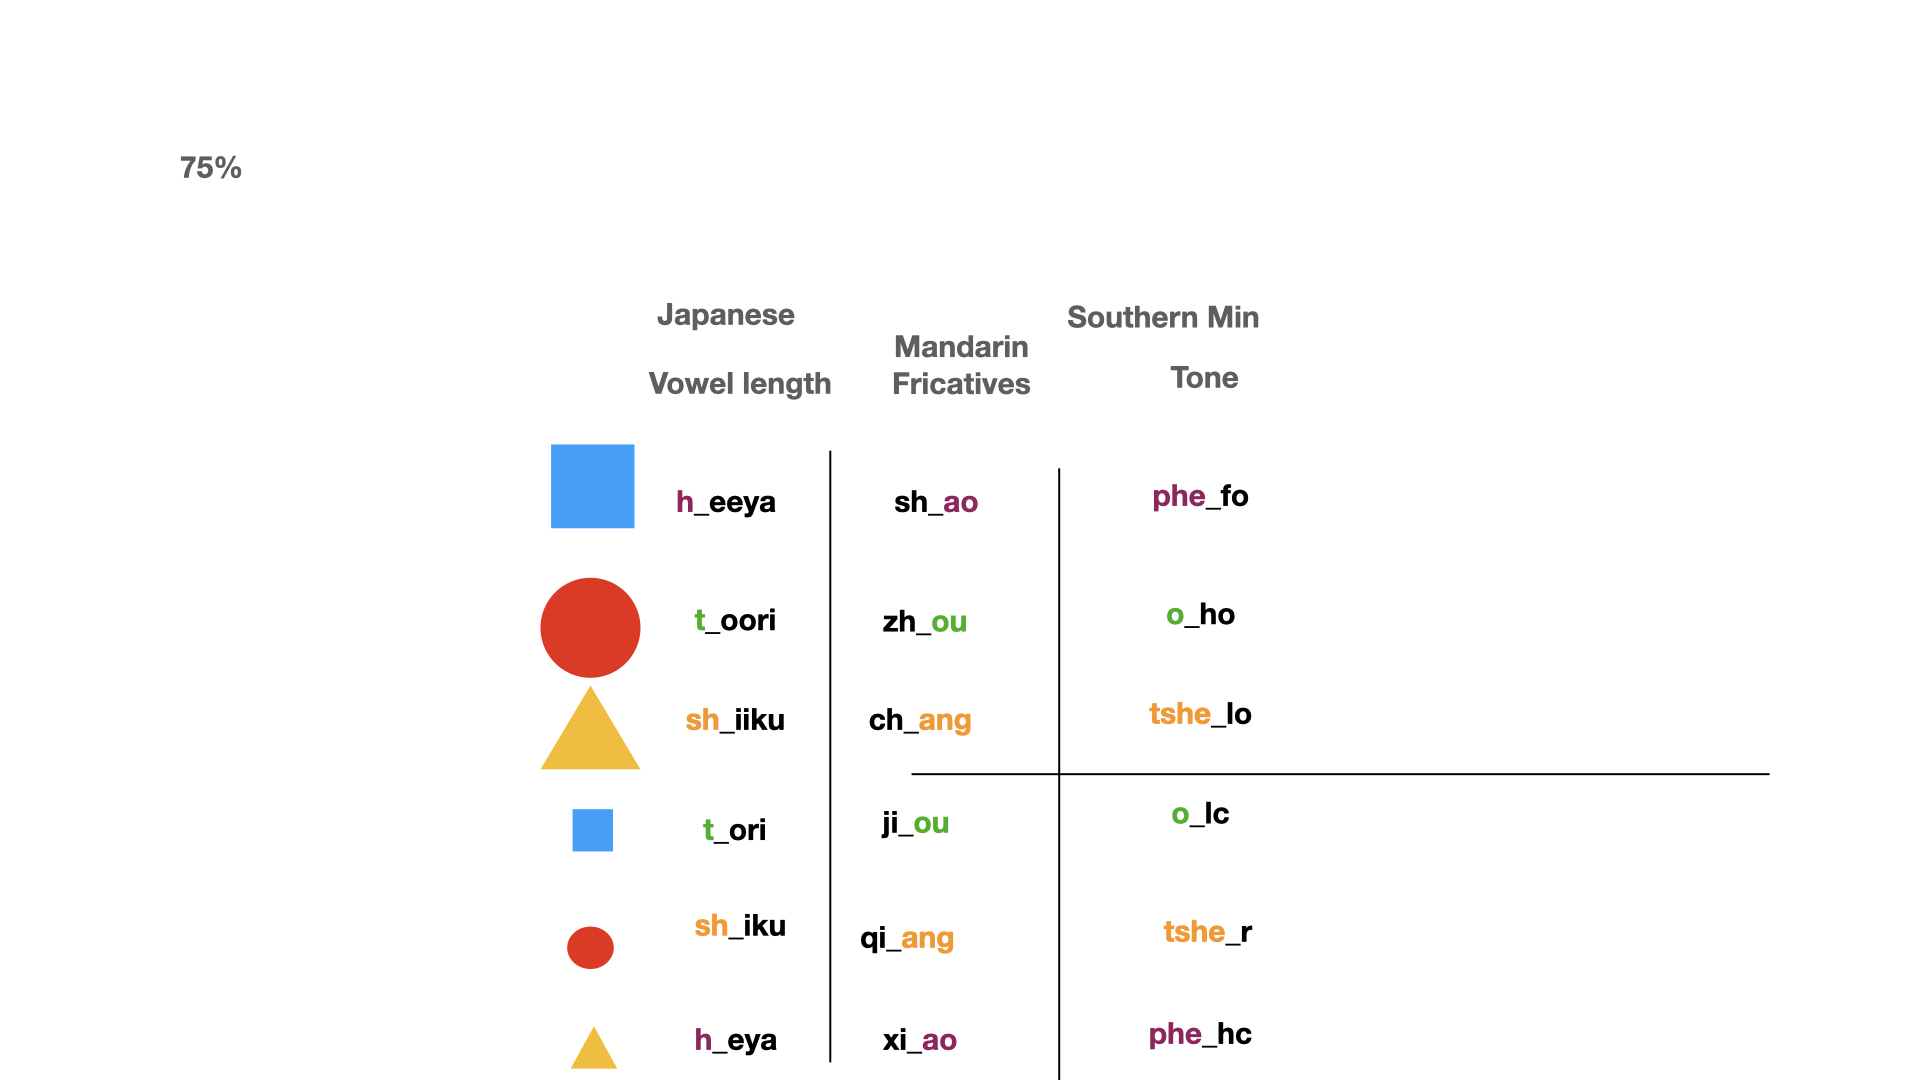 75%
Japanese
Vowel length
Mandarin
Fricatives
Southern Min
Tone
h_eeya
sh_ao
phe_fo
t_oori
zh_ou
o_ho
sh_iiku
ch_ang
tshe_lo
t_ori
ji_ou
o_lc
sh_iku
qi_ang
tshe_r
h_eya
xi_ao
phe_hc